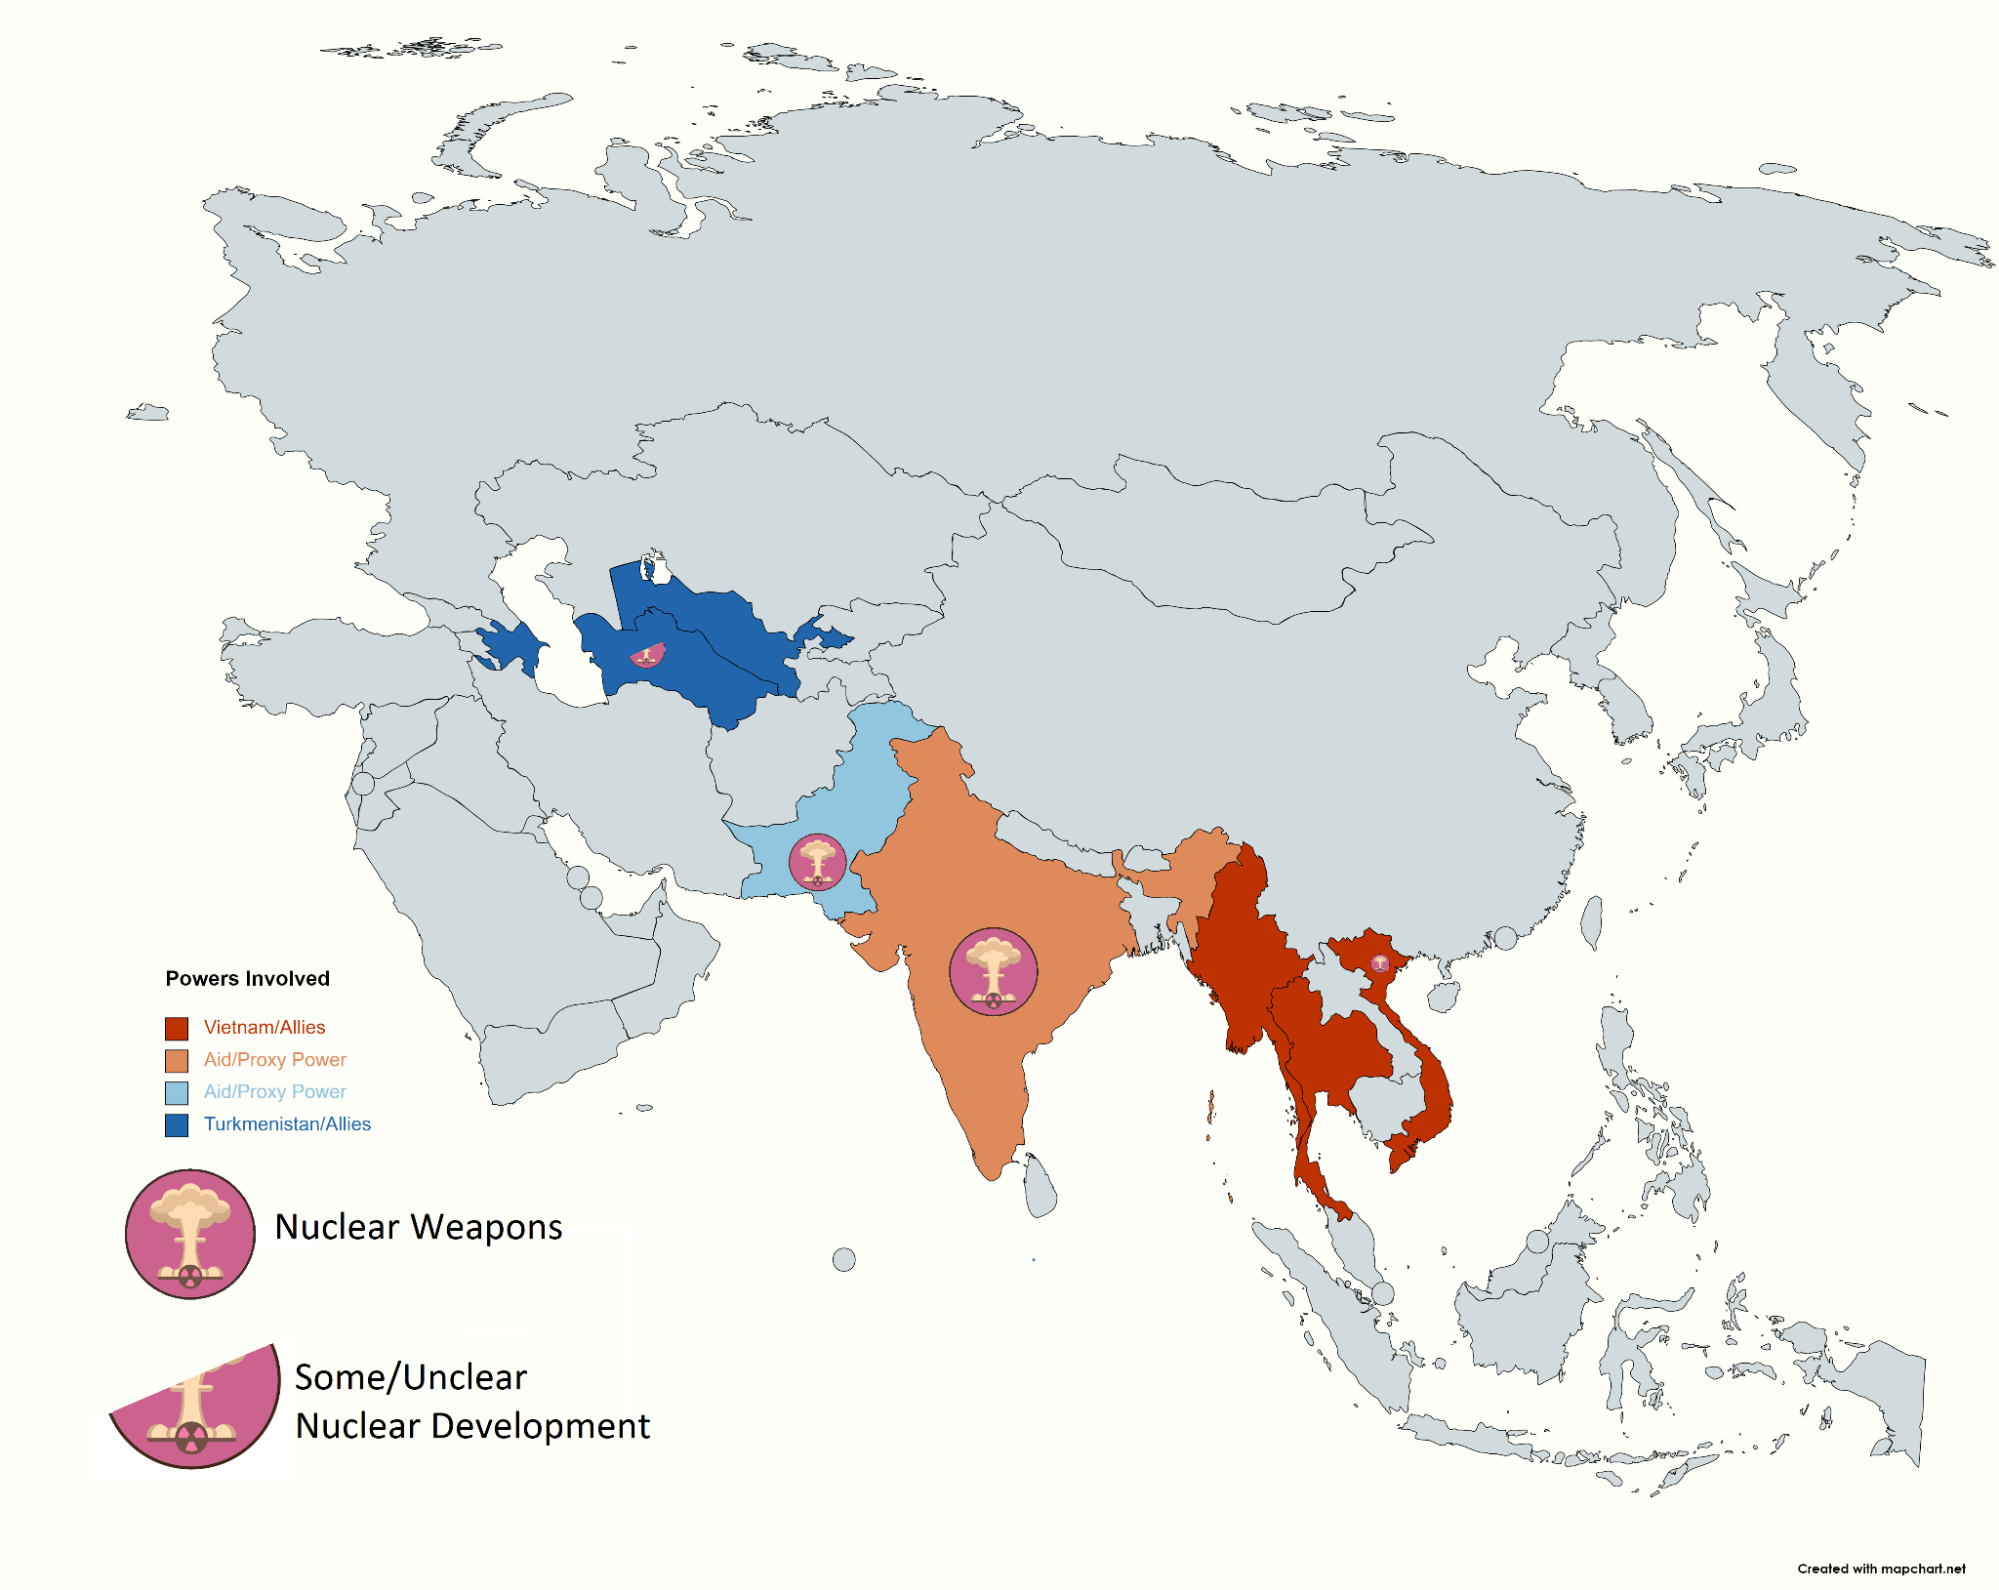 Powers Involved
Vietnam/Allies
Aid/Proxy Power
Aid/Proxy Power
Turkmenistan/Allies
Nuclear Weapons
Some/Unclear
Nuclear Development
Created with mapchart.net